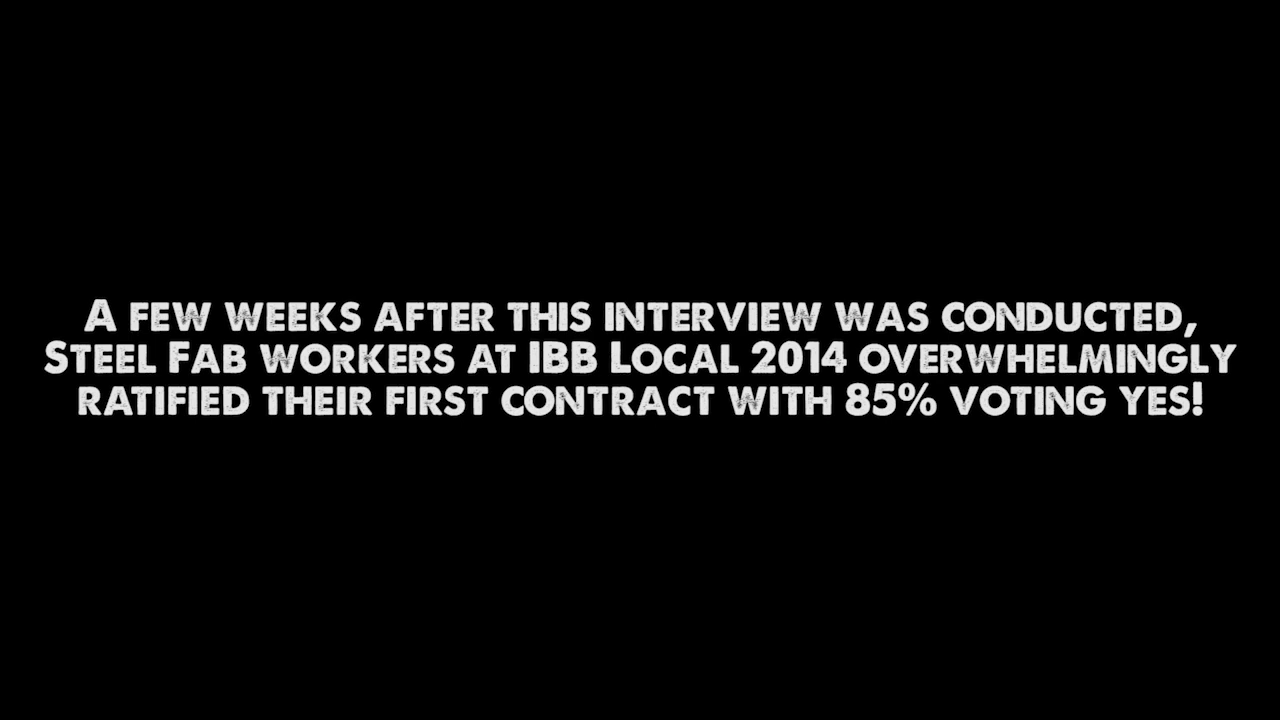 A few weeks after this interview was conducted,
Steel Fab workers at IBB Local 2014 overwhelmingly
ratified their first contract with 85% voting yes!